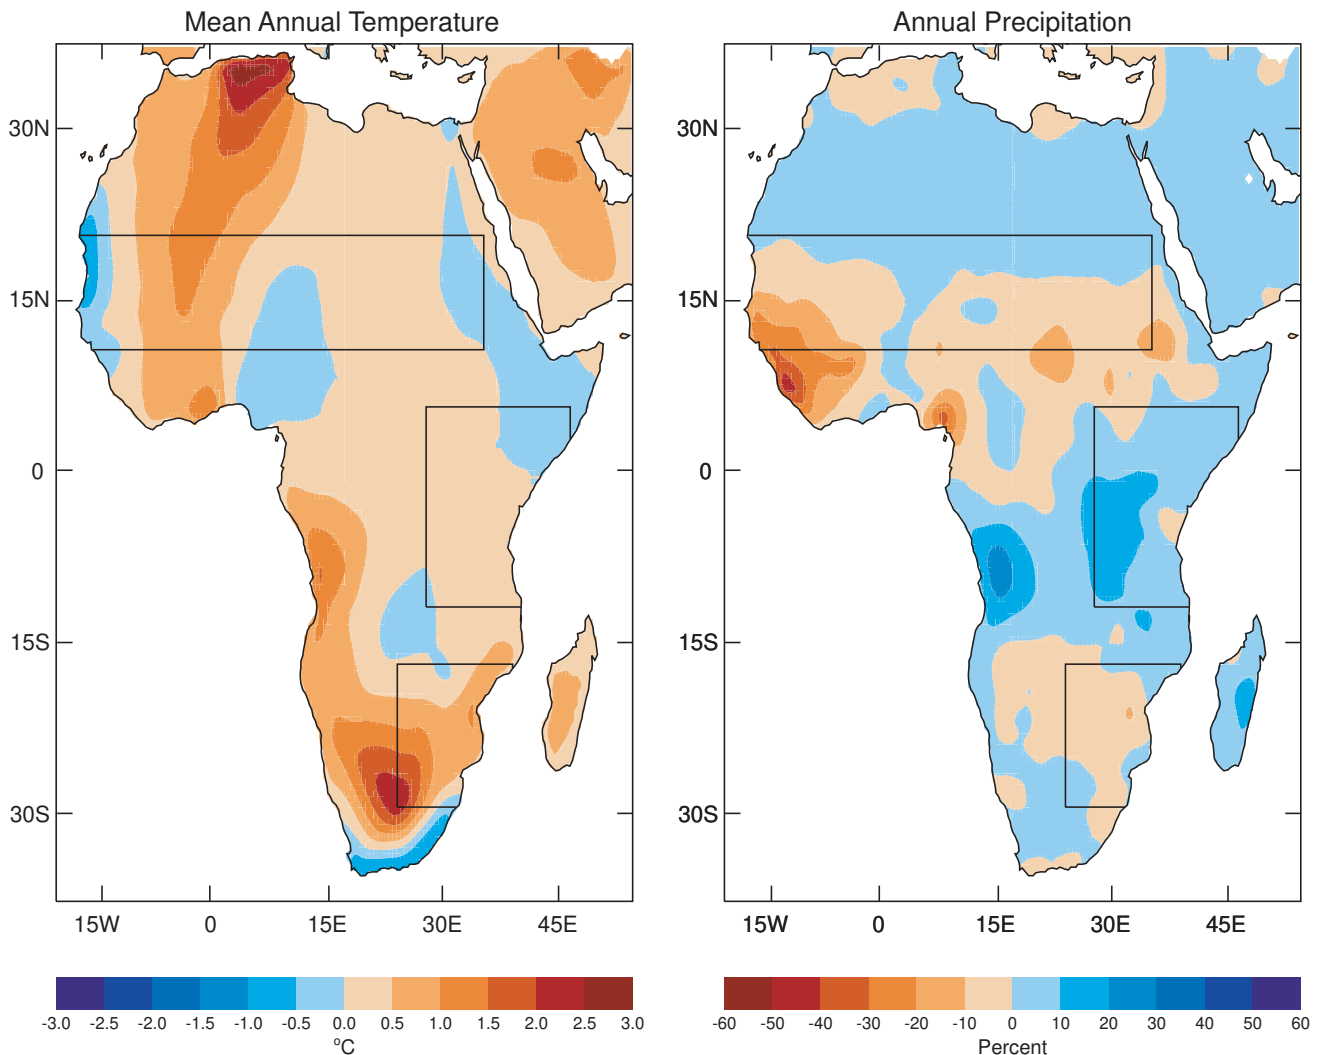 Mean Annual Temperature
30N
15N
0
15S
30S
15W 0 15E 30E 45E
-3.0 -2.5 -2.0 -1.5 -1.0 -0.5 0.0 0.5 1.0 1.5 2.0 2.5 3.0
°C
Annual Precipitation
30N
15N
0
15S
30S
15W 0 15E 30E 45E
-60 -50 -40 -30 -20 -10 0 10 20 30 40 50 60
Percent